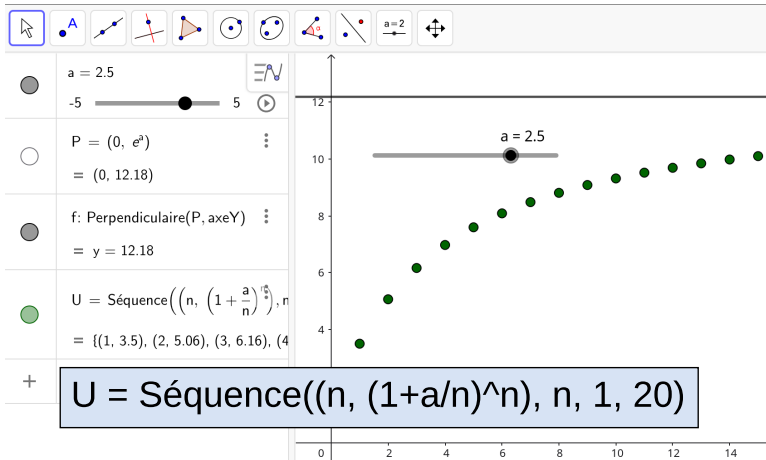 A
α
a = 2
a = 2.5
-5
5
P = (0, eᵃ)
= (0, 12.18)
f: Perpendiculaire(P, axeY)
= y = 12.18
U = Séquence((n, (1 + a/n)ⁿ), n
= {(1, 3.5), (2, 5.06), (3, 6.16), (4
+
U = Séquence((n, (1+a/n)^n), n, 1, 20)
a = 2.5
12
10
8
6
4
0 2 4 6 8 10 12 14